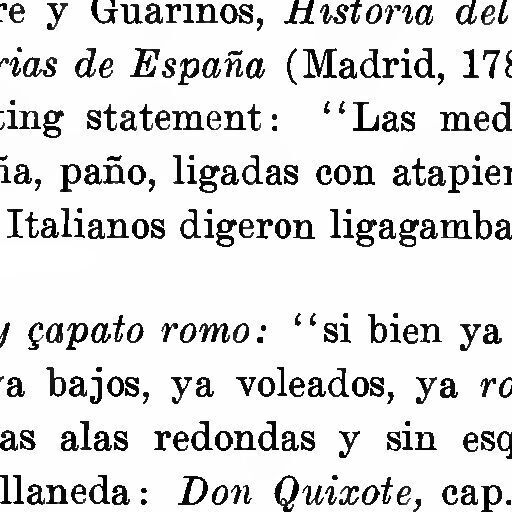 re y Guarinos, Historia del
rias de España (Madrid, 178
ting statement: “Las med
ña, paño, ligadas con atapier
Italianos digeron ligagamba
y çapato romo: “si bien ya
ya bajos, ya voleados, ya ro
as alas redondas y sin esq
llaneda: Don Quixote, cap.